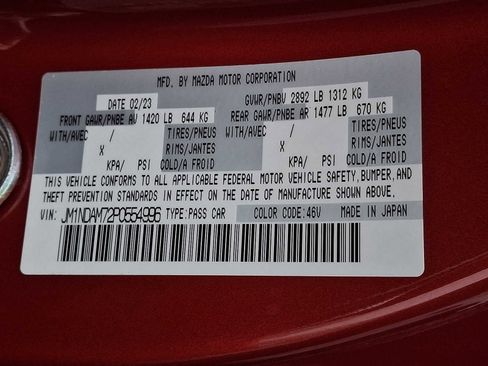 MFD. BY MAZDA MOTOR CORPORATION
DATE 02/23 GVWR/PNBV 2892 LB 1312 KG
FRONT GAWR/PNBE AV 1420 LB 644 KG REAR GAWR/PNBE AR 1477 LB 670 KG
WITH/AVEC / TIRES/PNEUS WITH/AVEC / TIRES/PNEUS
X RIMS/JANTES X RIMS/JANTES
KPA/ PSI COLD/A FROID KPA/ PSI COLD/A FROID
THIS VEHICLE CONFORMS TO ALL APPLICABLE FEDERAL MOTOR VEHICLE SAFETY,BUMPER,AND
THEFT PREVENTION STANDARDS IN EFFECT ON THE DATE OF MANUFACTURE SHOWN ABOVE.
VIN: JM1NDAM72P0554996 TYPE:PASS CAR COLOR CODE:46V MADE IN JAPAN